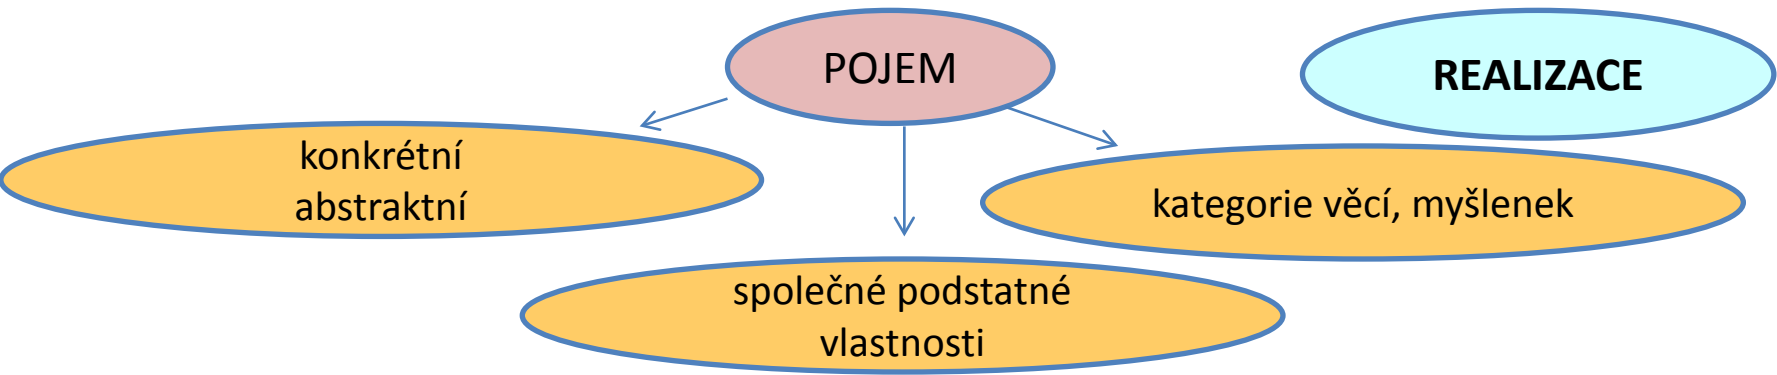 POJEM
REALIZACE
konkrétní
abstraktní
kategorie věcí, myšlenek
společné podstatné
vlastnosti